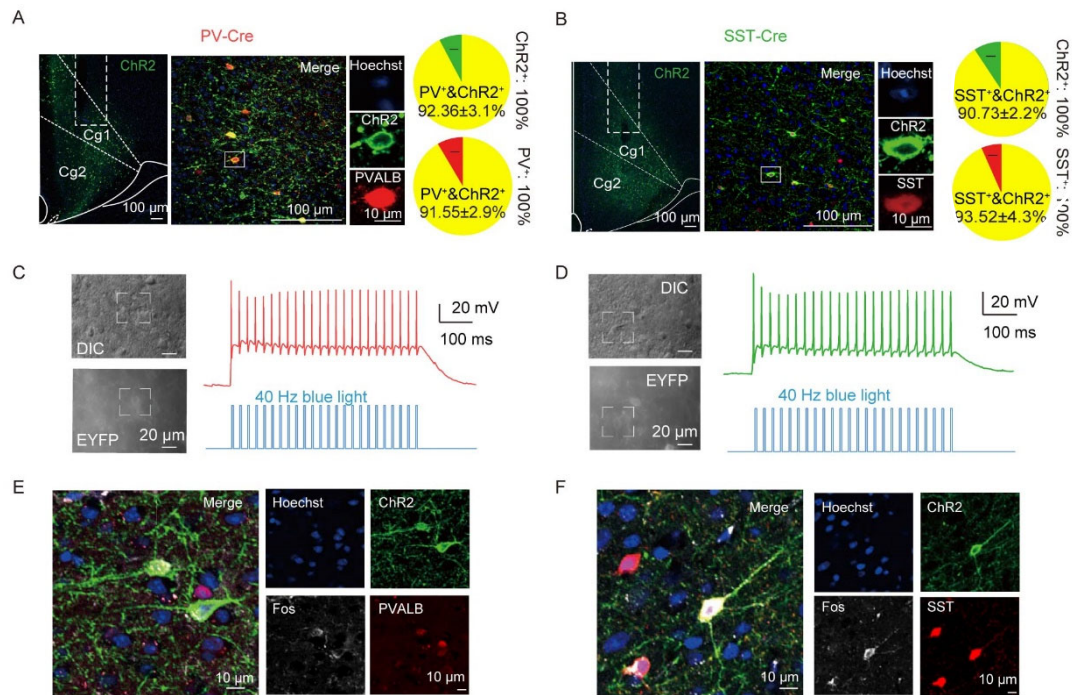 A
PV-Cre
ChR2
Cg1
Cg2
100 µm
Merge
100 µm
Hoechst
ChR2
PVALB
10 µm
PV⁺&ChR2⁺
92.36±3.1%
ChR2⁺: 100%
PV⁺&ChR2⁺
91.55±2.9%
PV⁺: 100%
B
SST-Cre
ChR2
Cg1
Cg2
100 µm
Merge
100 µm
Hoechst
ChR2
SST
10 µm
SST⁺&ChR2⁺
90.73±2.2%
ChR2⁺: 100%
SST⁺&ChR2⁺
93.52±4.3%
SST⁺: 100%
C
DIC
EYFP
20 µm
20 mV
100 ms
40 Hz blue light
D
DIC
EYFP
20 µm
20 mV
100 ms
40 Hz blue light
E
Merge
10 µm
Hoechst
ChR2
Fos
PVALB
10 µm
F
Merge
10 µm
Hoechst
ChR2
Fos
SST
10 µm